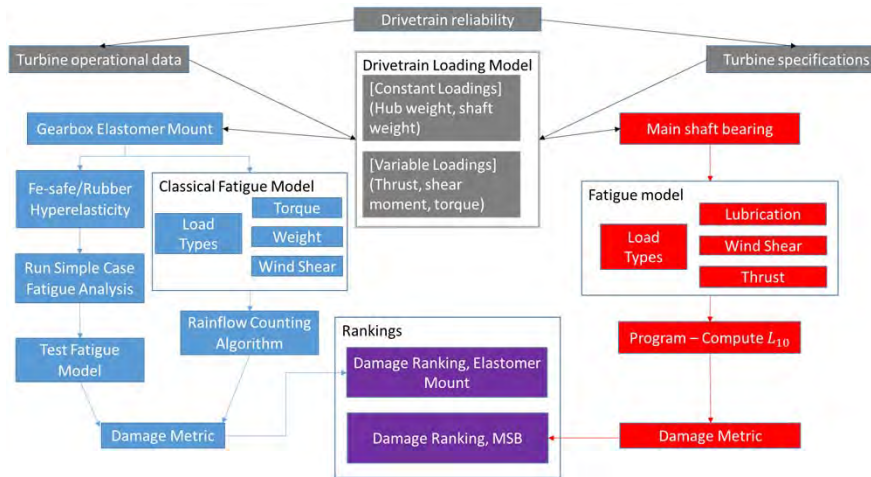 Drivetrain reliability
Turbine operational data
Turbine specifications
Drivetrain Loading Model
[Constant Loadings]
(Hub weight, shaft
weight)
[Variable Loadings]
(Thrust, shear
moment, torque)
Gearbox Elastomer Mount
Main shaft bearing
Fe-safe/Rubber
Hyperelasticity
Run Simple Case
Fatigue Analysis
Test Fatigue
Model
Classical Fatigue Model
Load
Types
Torque
Weight
Wind Shear
Rainflow Counting
Algorithm
Damage Metric
Fatigue model
Load
Types
Lubrication
Wind Shear
Thrust
Program – Compute L₁₀
Damage Metric
Rankings
Damage Ranking, Elastomer
Mount
Damage Ranking, MSB